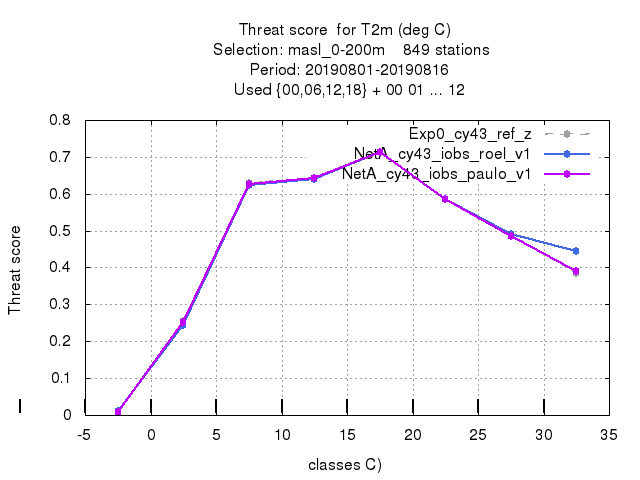 Threat score  for T2m (deg C)
Selection: masl_0-200m    849 stations
Period: 20190801-20190816
Used {00,06,12,18} + 00 01 ... 12
Exp0_cy43_ref_z
NetA_cy43_iobs_roel_v1
NetA_cy43_iobs_paulo_v1
0.8
0.7
0.6
0.5
0.4
0.3
0.2
0.1
0
Threat score
-5 0 5 10 15 20 25 30 35
classes C)